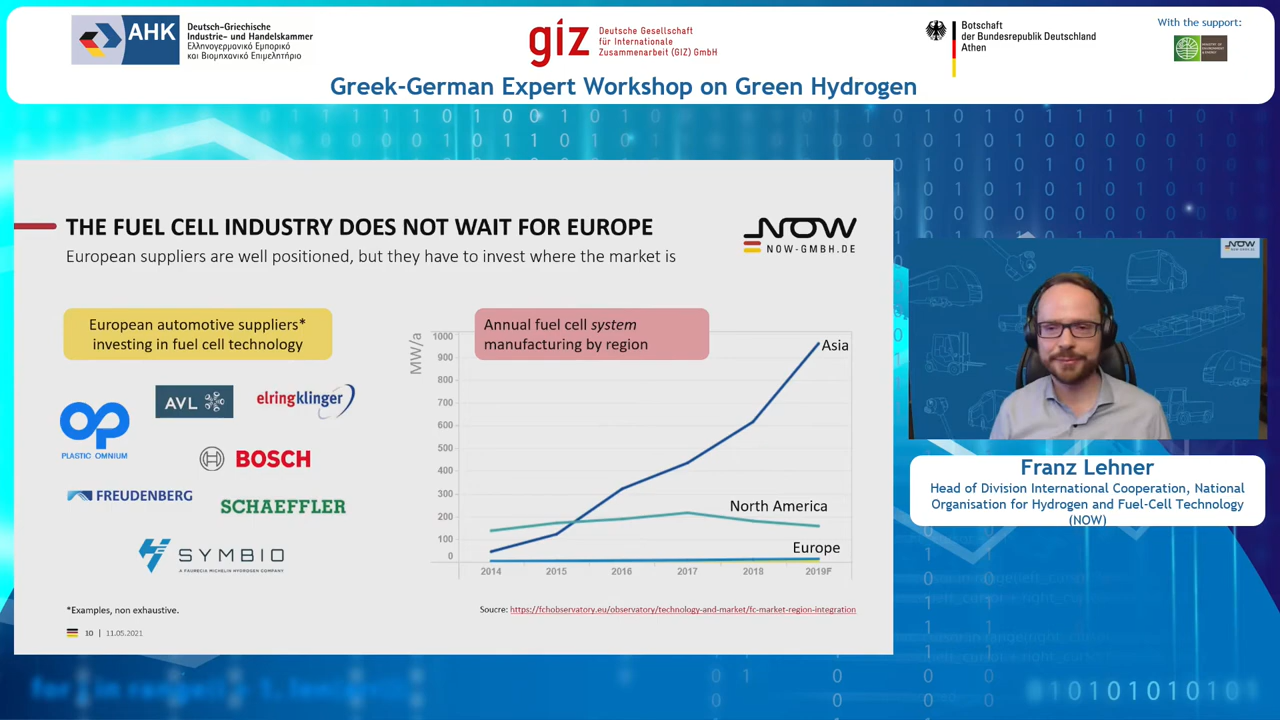 AHK
Deutsch-Griechische
Industrie- und Handelskammer
Ελληνογερμανικό Εμπορικό
και Βιομηχανικό Επιμελητήριο
giz
Deutsche Gesellschaft
für Internationale
Zusammenarbeit (GIZ) GmbH
Botschaft
der Bundesrepublik Deutschland
Athen
With the support:
Greek-German Expert Workshop on Green Hydrogen
THE FUEL CELL INDUSTRY DOES NOT WAIT FOR EUROPE
European suppliers are well positioned, but they have to invest where the market is
NOW
NOW-GMBH.DE
European automotive suppliers*
investing in fuel cell technology
AVL
elringklinger
PLASTIC OMNIUM
BOSCH
FREUDENBERG
SCHAEFFLER
SYMBIO
A FAURECIA MICHELIN HYDROGEN COMPANY
*Examples, non exhaustive.
10 | 11.05.2021
Annual fuel cell system
manufacturing by region
MW/a
1000
900
800
700
600
500
400
300
200
100
0
Asia
North America
Europe
2014 2015 2016 2017 2018 2019F
Soucre: https://fchobservatory.eu/observatory/technology-and-market/fc-market-region-integration
NOW
Franz Lehner
Head of Division International Cooperation, National
Organisation for Hydrogen and Fuel-Cell Technology
(NOW)